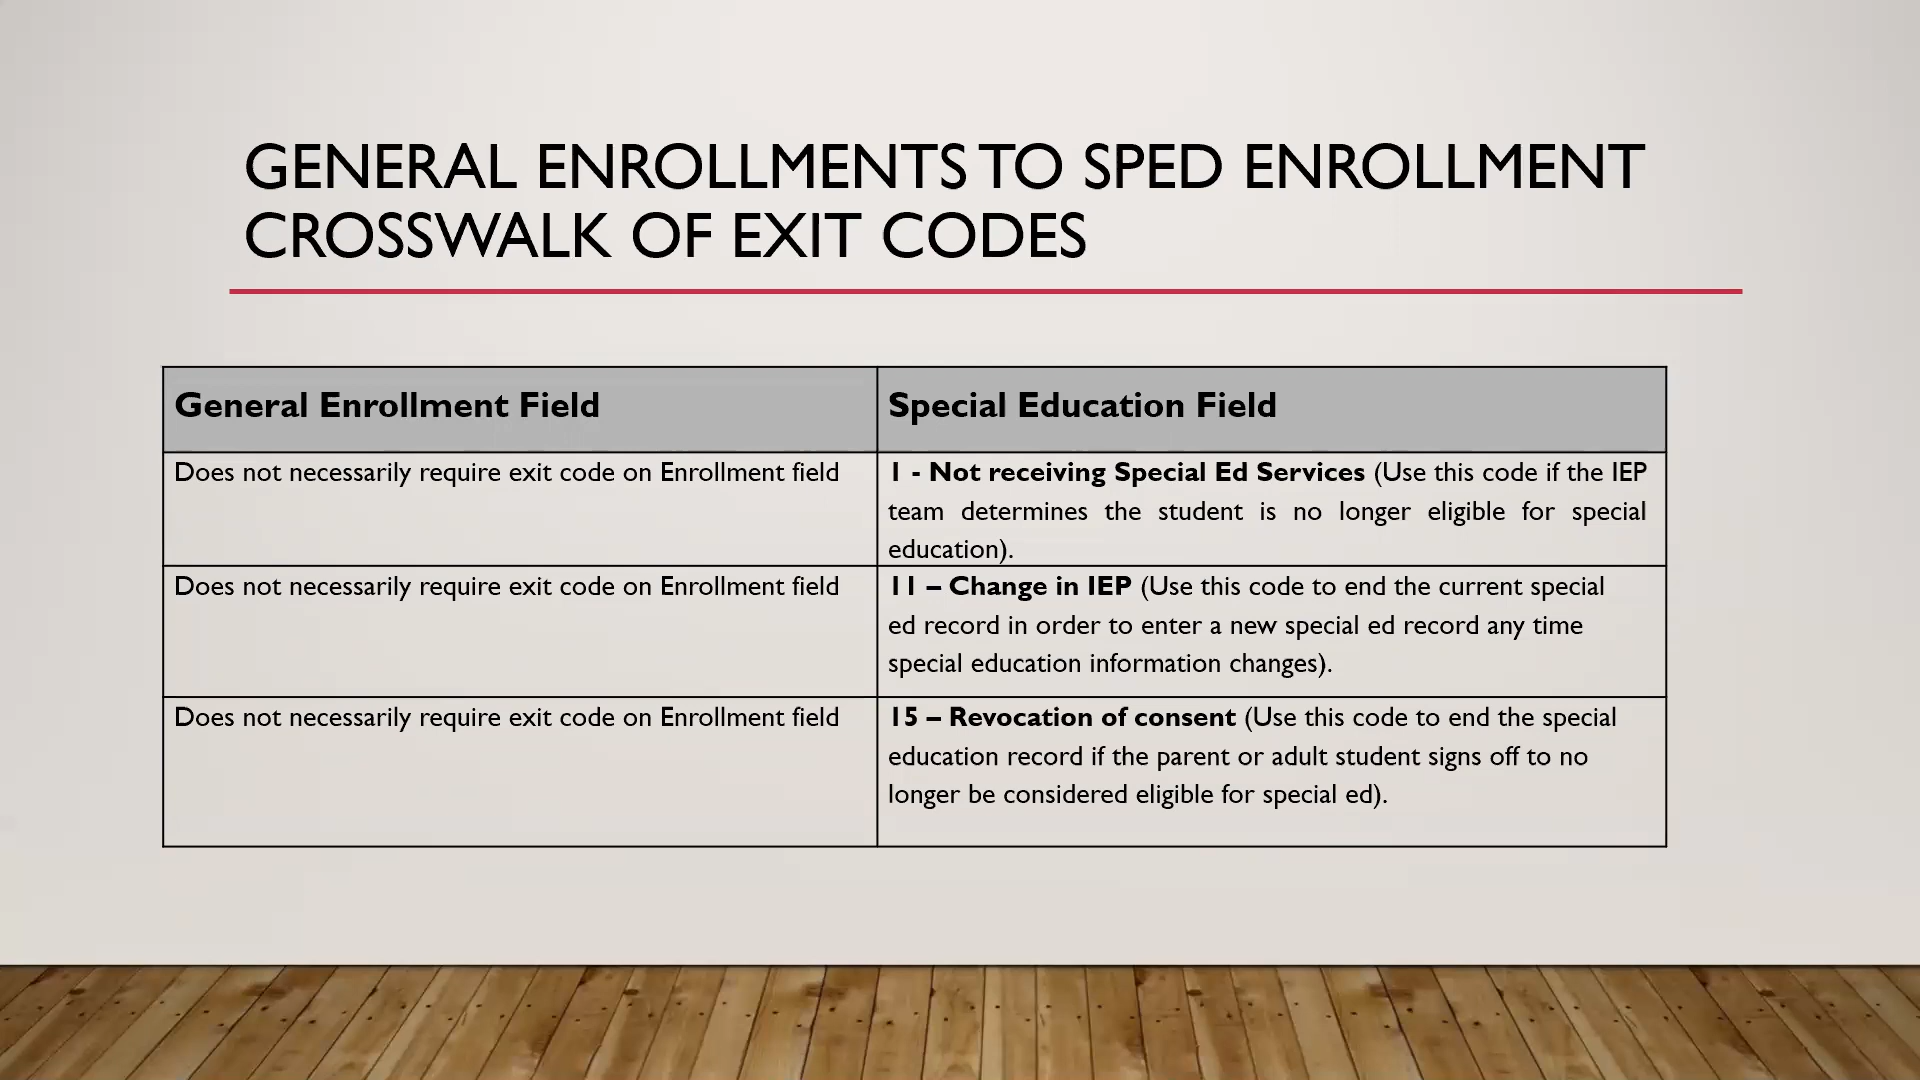 GENERAL ENROLLMENTS TO SPED ENROLLMENT
CROSSWALK OF EXIT CODES
General Enrollment Field
Special Education Field
Does not necessarily require exit code on Enrollment field
1 - Not receiving Special Ed Services (Use this code if the IEP
team determines the student is no longer eligible for special
education).
Does not necessarily require exit code on Enrollment field
11 – Change in IEP (Use this code to end the current special
ed record in order to enter a new special ed record any time
special education information changes).
Does not necessarily require exit code on Enrollment field
15 – Revocation of consent (Use this code to end the special
education record if the parent or adult student signs off to no
longer be considered eligible for special ed).